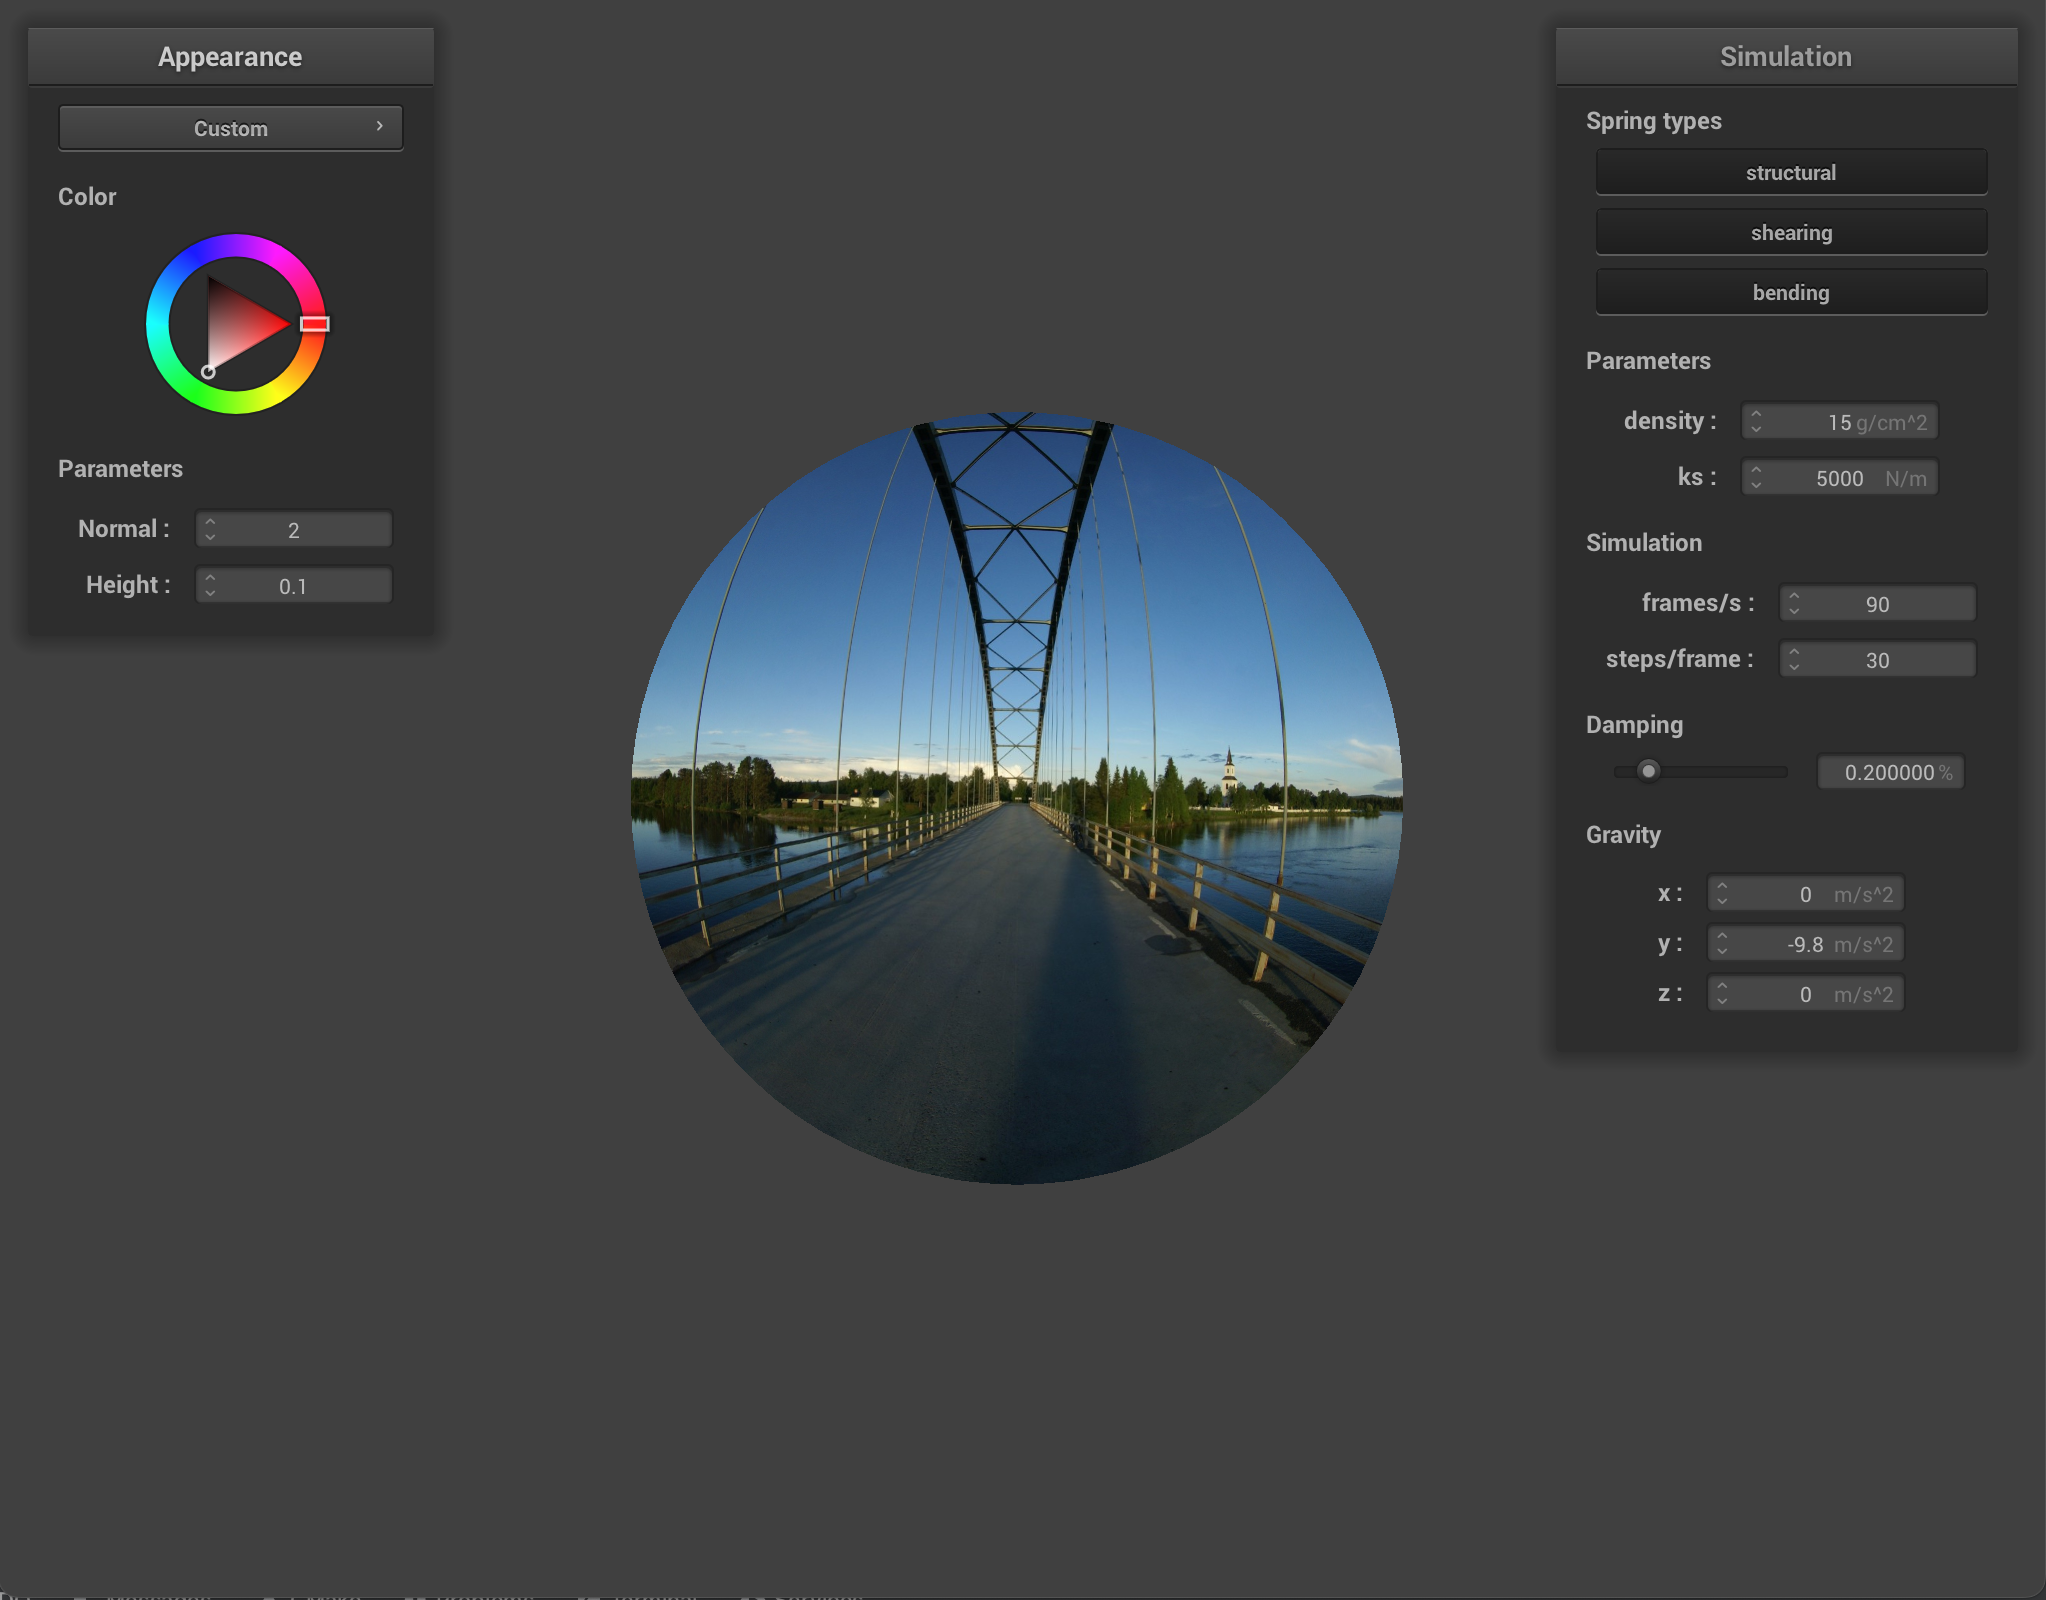 Appearance
Custom
Color
Parameters
Normal : 2
Height : 0.1
Simulation
Spring types
structural
shearing
bending
Parameters
density : 15 g/cm^2
ks : 5000 N/m
Simulation
frames/s : 90
steps/frame : 30
Damping
0.200000 %
Gravity
x : 0 m/s^2
y : -9.8 m/s^2
z : 0 m/s^2